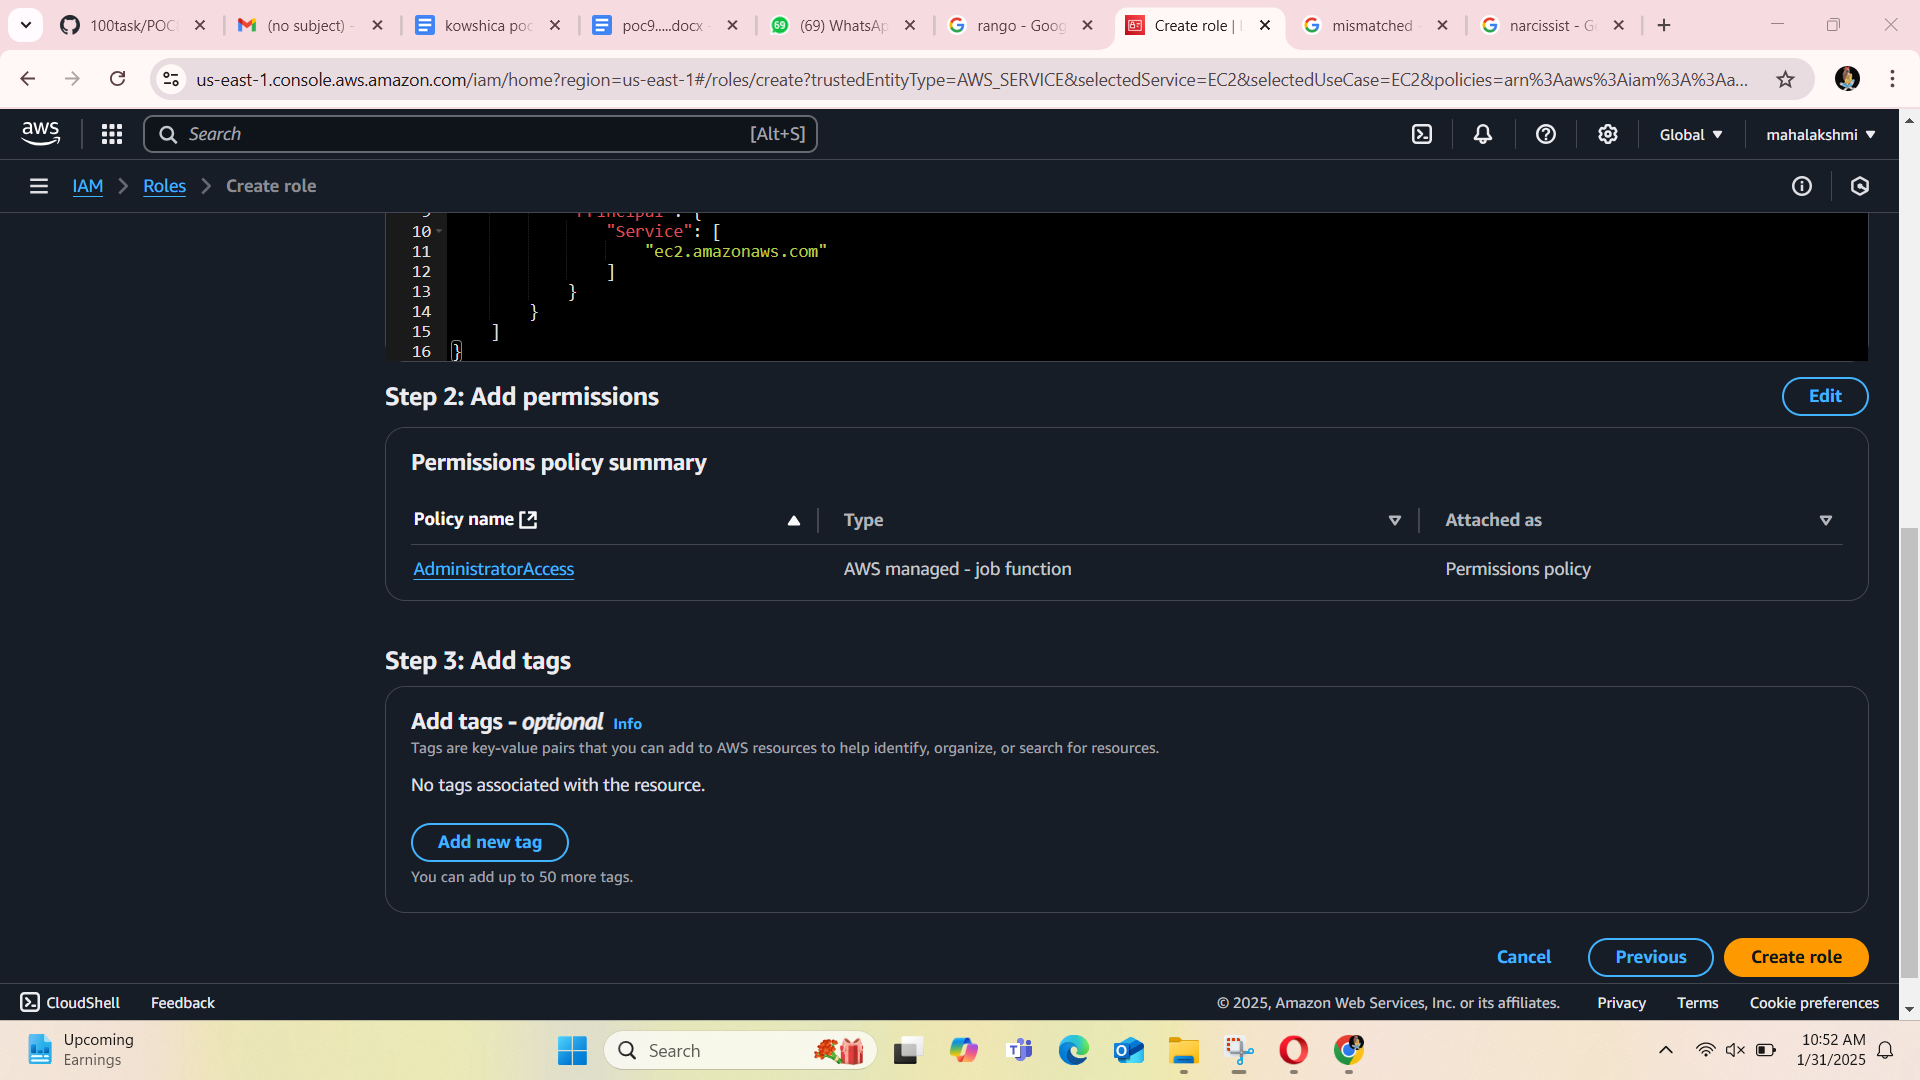 100task/POC
(no subject) -
kowshica poc
poc9.....docx -
69
(69) WhatsAp
rango - Goog
Create role |
mismatched -
narcissist - G
us-east-1.console.aws.amazon.com/iam/home?region=us-east-1#/roles/create?trustedEntityType=AWS_SERVICE&selectedService=EC2&selectedUseCase=EC2&policies=arn%3Aaws%3Aiam%3A%3Aa...
aws
Search
[Alt+S]
Global
mahalakshmi
IAM
Roles
Create role
9 "Principal": {
10 "Service": [
11 "ec2.amazonaws.com"
12 ]
13 }
14 }
15 ]
16 }
Step 2: Add permissions
Edit
Permissions policy summary
Policy name
Type
Attached as
AdministratorAccess
AWS managed - job function
Permissions policy
Step 3: Add tags
Add tags - optional Info
Tags are key-value pairs that you can add to AWS resources to help identify, organize, or search for resources.
No tags associated with the resource.
Add new tag
You can add up to 50 more tags.
Cancel
Previous
Create role
CloudShell
Feedback
© 2025, Amazon Web Services, Inc. or its affiliates.
Privacy
Terms
Cookie preferences
Upcoming
Earnings
Search
10:52 AM
1/31/2025